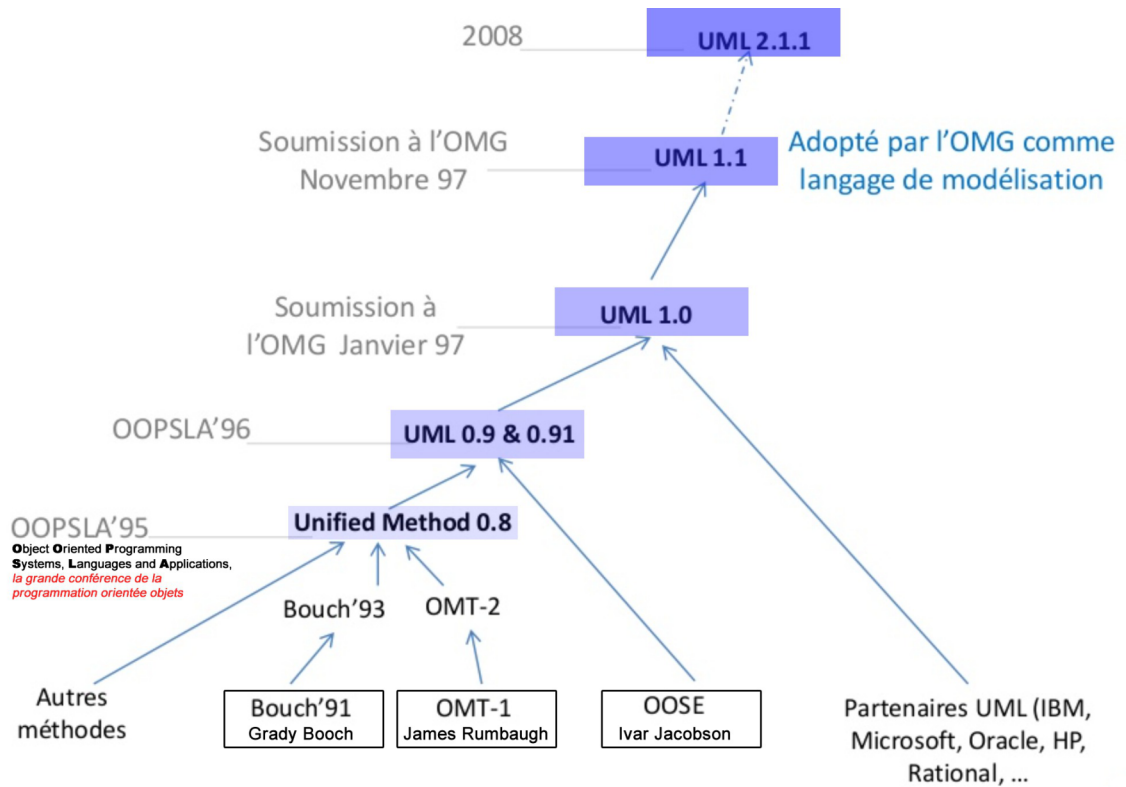 2008
UML 2.1.1
Soumission à l'OMG
Novembre 97
UML 1.1
Adopté par l'OMG comme
langage de modélisation
Soumission à
l'OMG Janvier 97
UML 1.0
OOPSLA'96
UML 0.9 & 0.91
OOPSLA'95
Object Oriented Programming
Systems, Languages and Applications,
la grande conférence de la
programmation orientée objets
Unified Method 0.8
Bouch'93
OMT-2
Autres
méthodes
Bouch'91
Grady Booch
OMT-1
James Rumbaugh
OOSE
Ivar Jacobson
Partenaires UML (IBM,
Microsoft, Oracle, HP,
Rational, ...